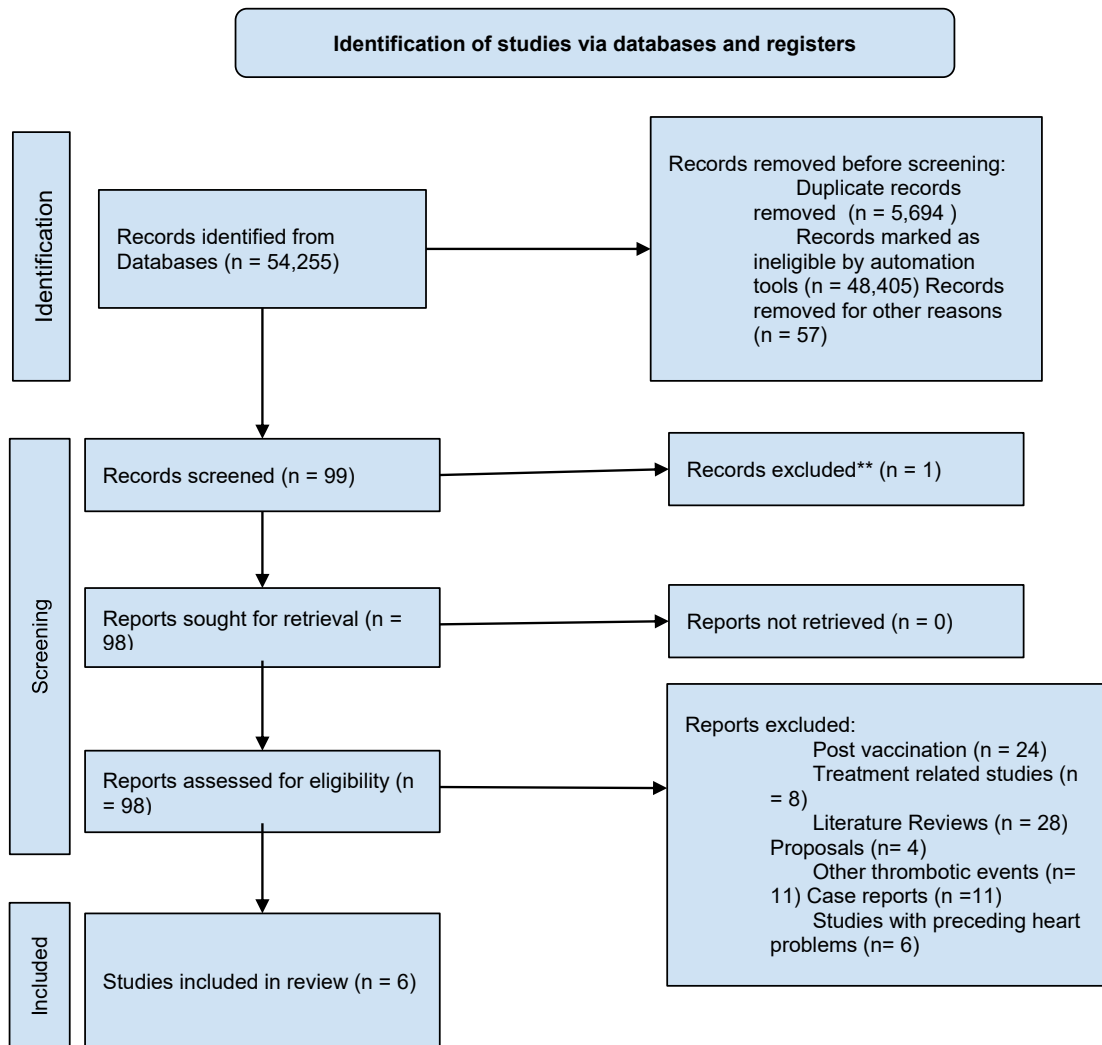 Identification of studies via databases and registers
Identification
Records identified from
Databases (n = 54,255)
Records removed before screening:
Duplicate records
removed  (n = 5,694 )
Records marked as
ineligible by automation
tools (n = 48,405) Records
removed for other reasons
(n = 57)
Screening
Records screened (n = 99)
Records excluded** (n = 1)
Reports sought for retrieval (n =
98)
Reports not retrieved (n = 0)
Reports assessed for eligibility (n
= 98)
Reports excluded:
Post vaccination (n = 24)
Treatment related studies (n
= 8)
Literature Reviews (n = 28)
Proposals (n= 4)
Other thrombotic events (n=
11) Case reports (n =11)
Studies with preceding heart
problems (n= 6)
Included
Studies included in review (n = 6)